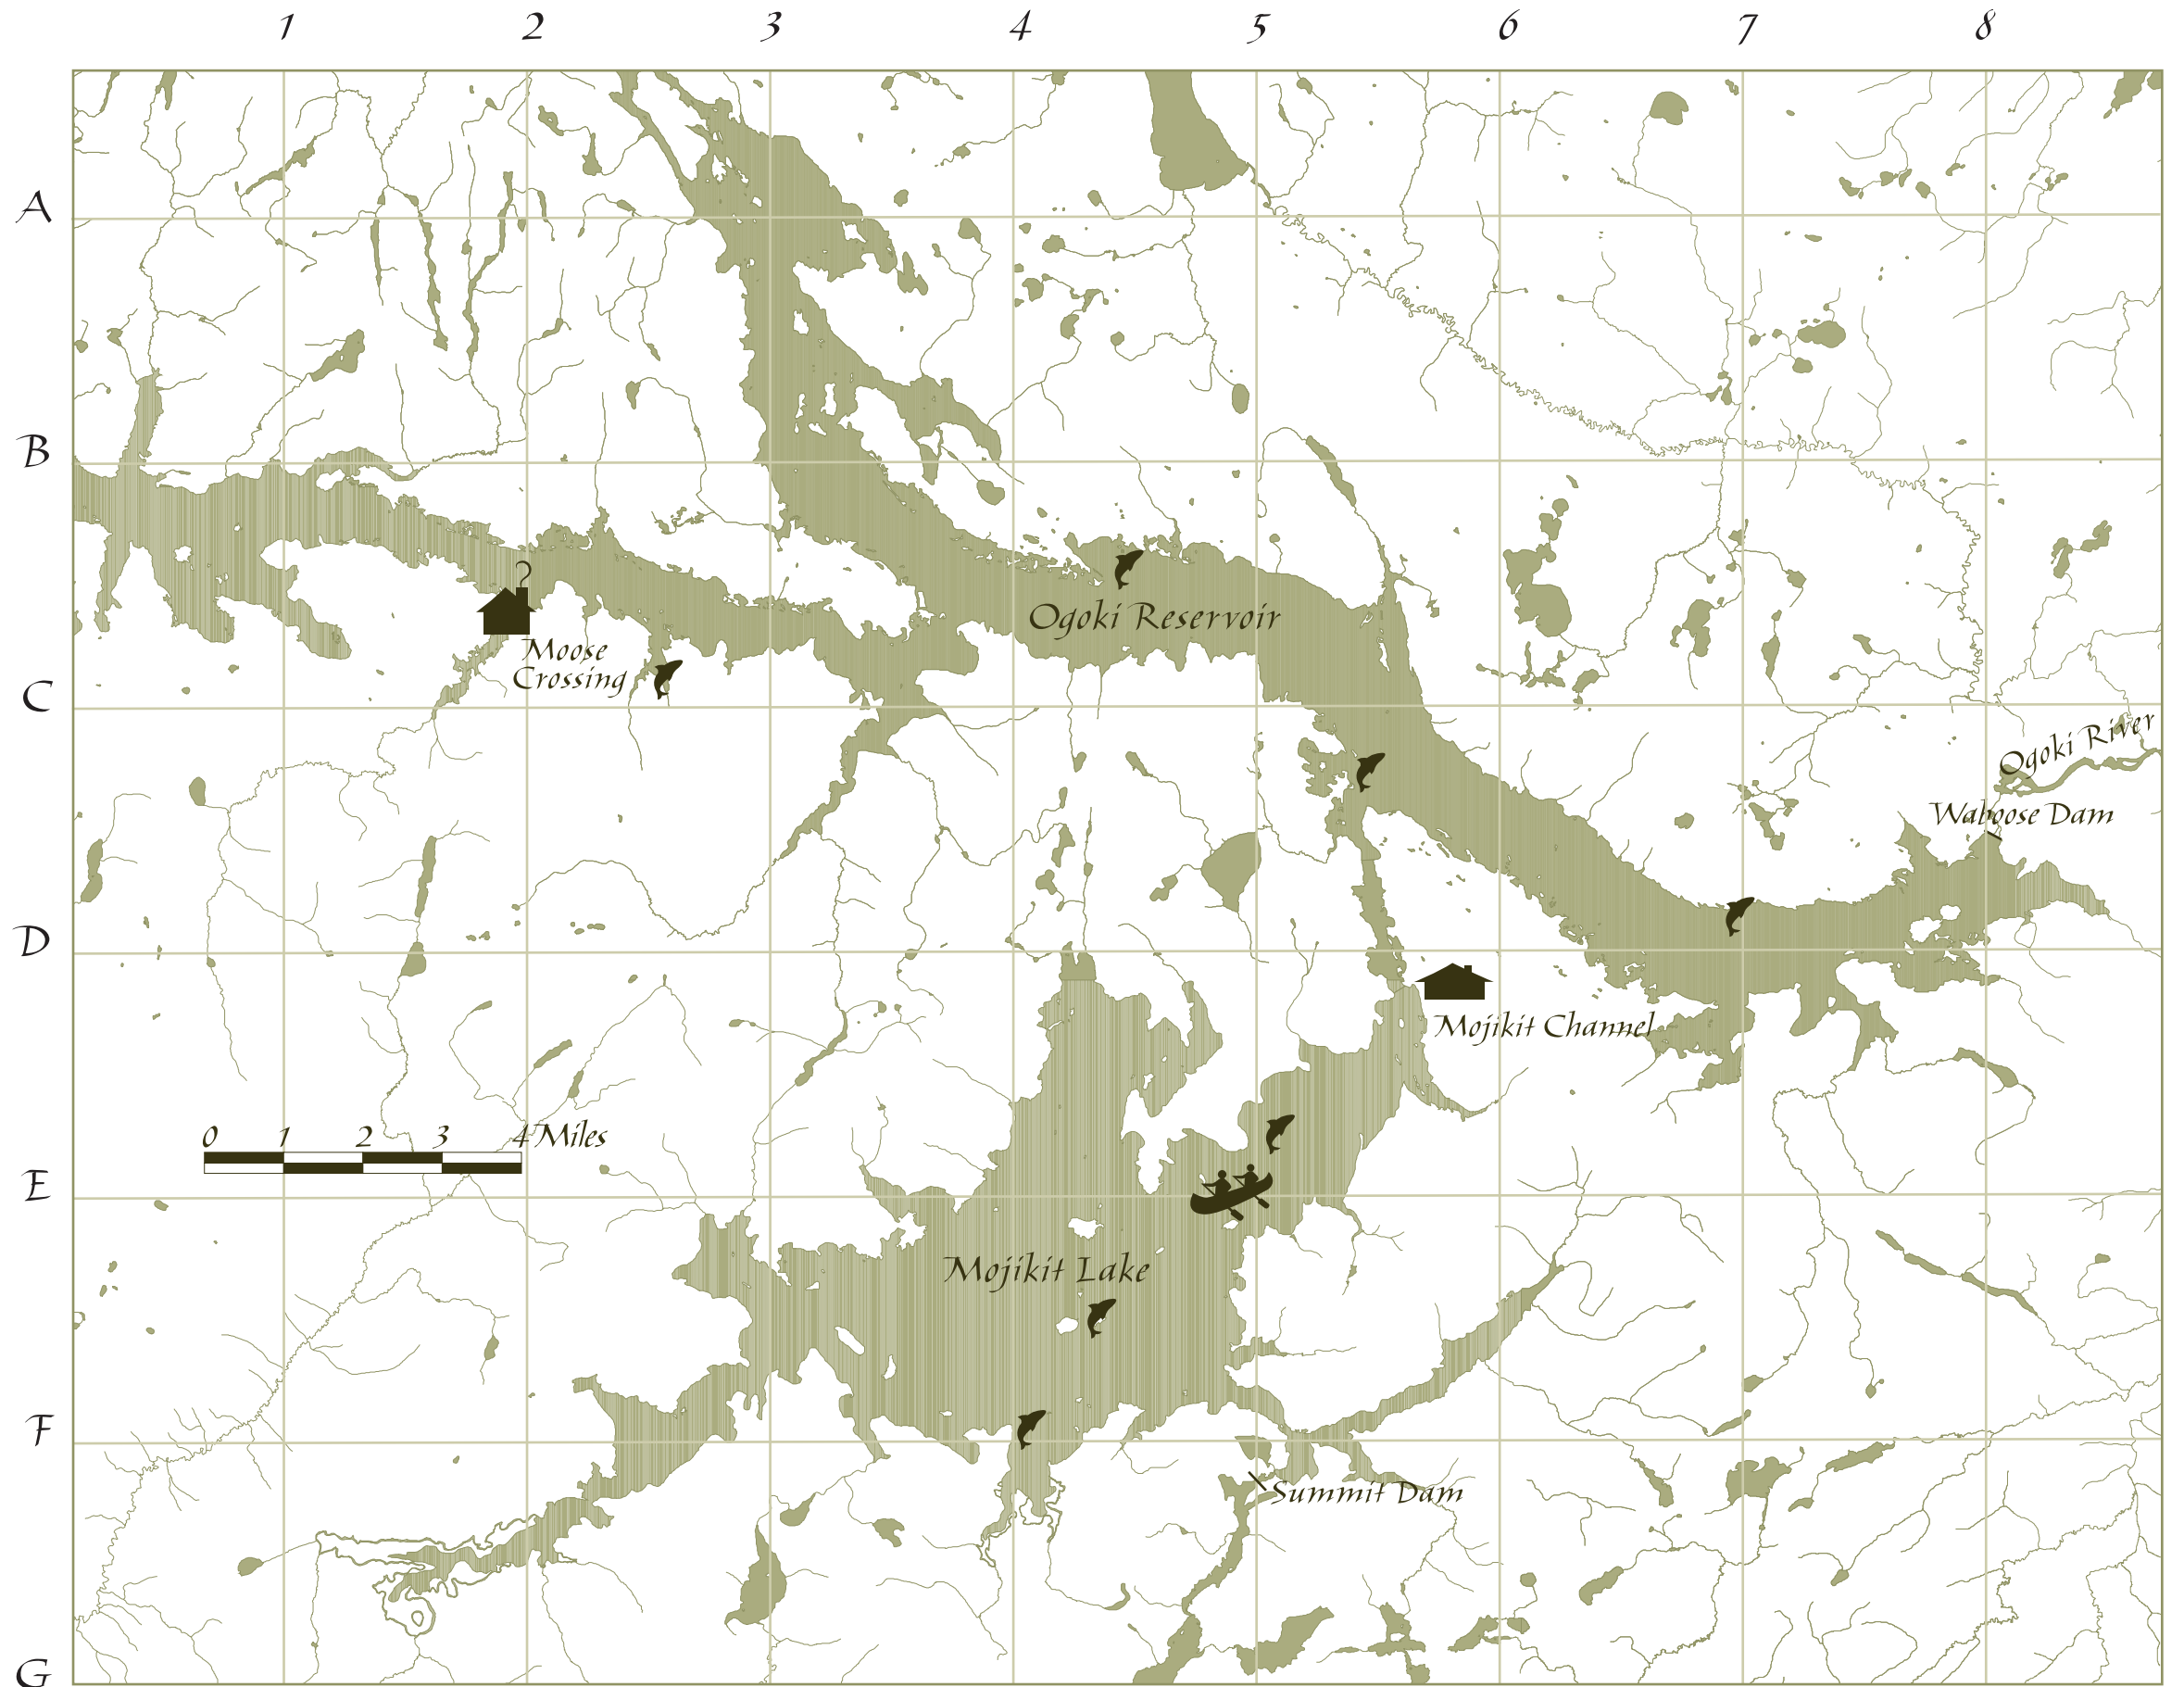 1 2 3 4 5 6 7 8
A
B
Ogoki Reservoir
Moose
Crossing
C
Ogoki River
Waboose Dam
D
Mojikit Channel
0 1 2 3 4 Miles
E
Mojikit Lake
F
Summit Dam
G